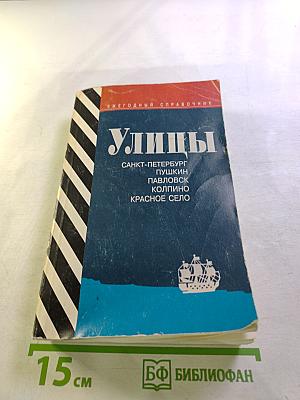 ЕЖЕГОДНЫЙ СПРАВОЧНИК
Улицы
САНКТ-ПЕТЕРБУРГ
ПУШКИН
ПАВЛОВСК
КОЛПИНО
КРАСНОЕ СЕЛО
15 см
БФ БИБЛИОФАН